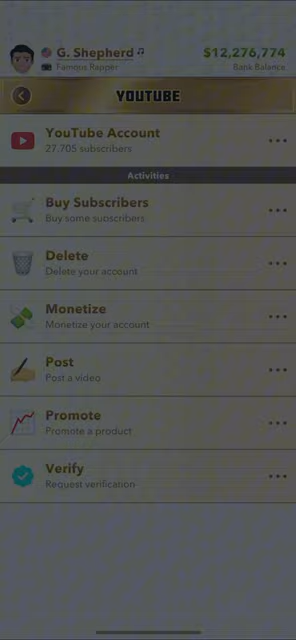 G. Shepherd
$12,276,774
Famous Rapper
Bank Balance
YOUTUBE
YouTube Account
27,705 subscribers
Activities
Buy Subscribers
Buy some subscribers
Delete
Delete your account
Monetize
Monetize your account
Post
Post a video
Promote
Promote a product
Verify
Request verification